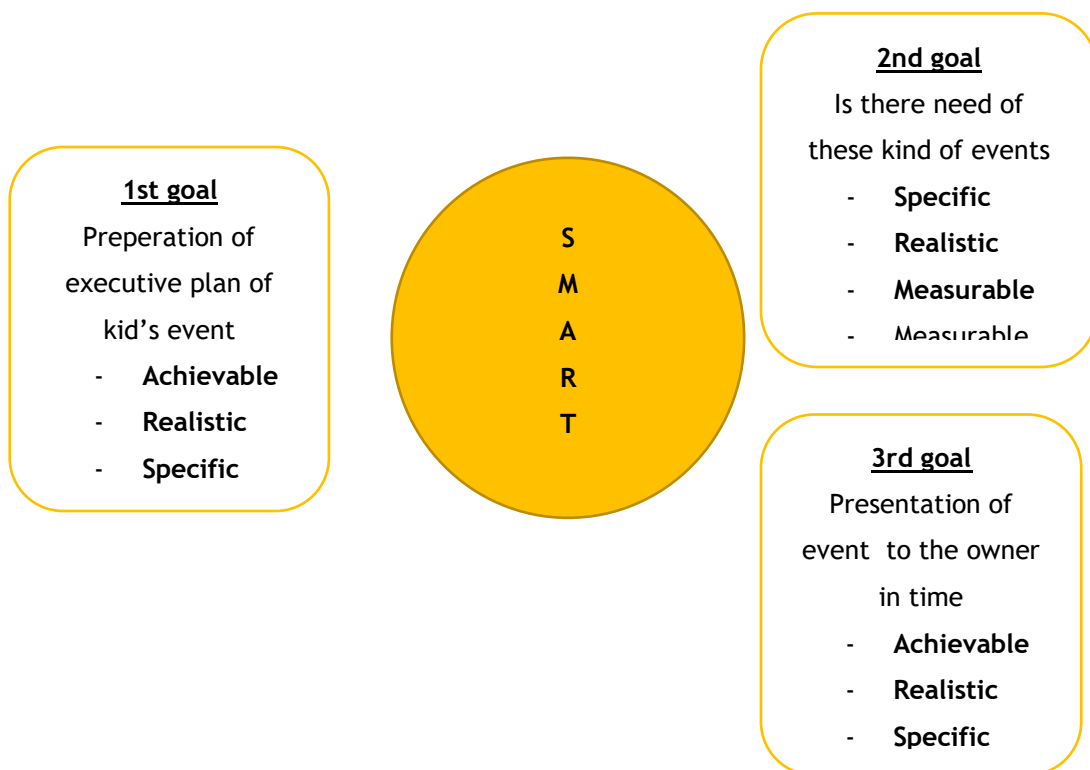 1st goal
Preperation of
executive plan of
kid’s event
- Achievable
- Realistic
- Specific
S
M
A
R
T
2nd goal
Is there need of
these kind of events
- Specific
- Realistic
- Measurable
- Measurable
3rd goal
Presentation of
event to the owner
in time
- Achievable
- Realistic
- Specific